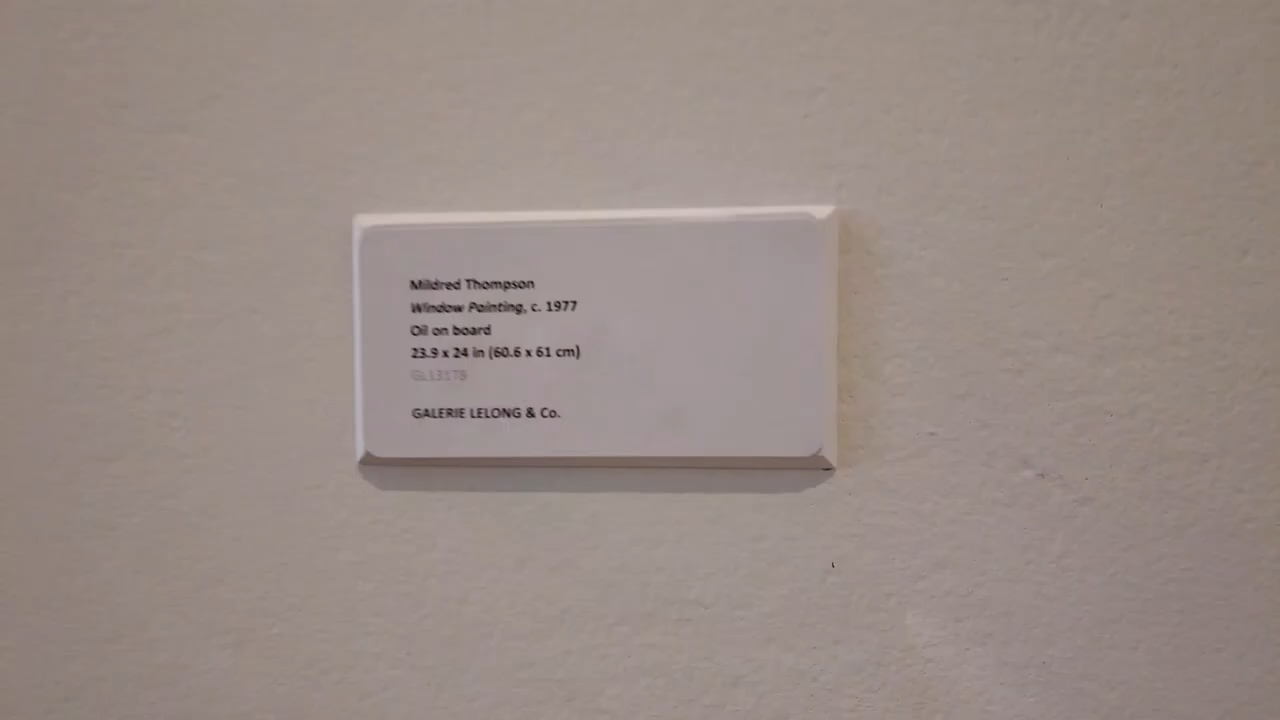 Mildred Thompson
Window Painting, c. 1977
Oil on board
23.9 x 24 in (60.6 x 61 cm)
GL13178
GALERIE LELONG & Co.